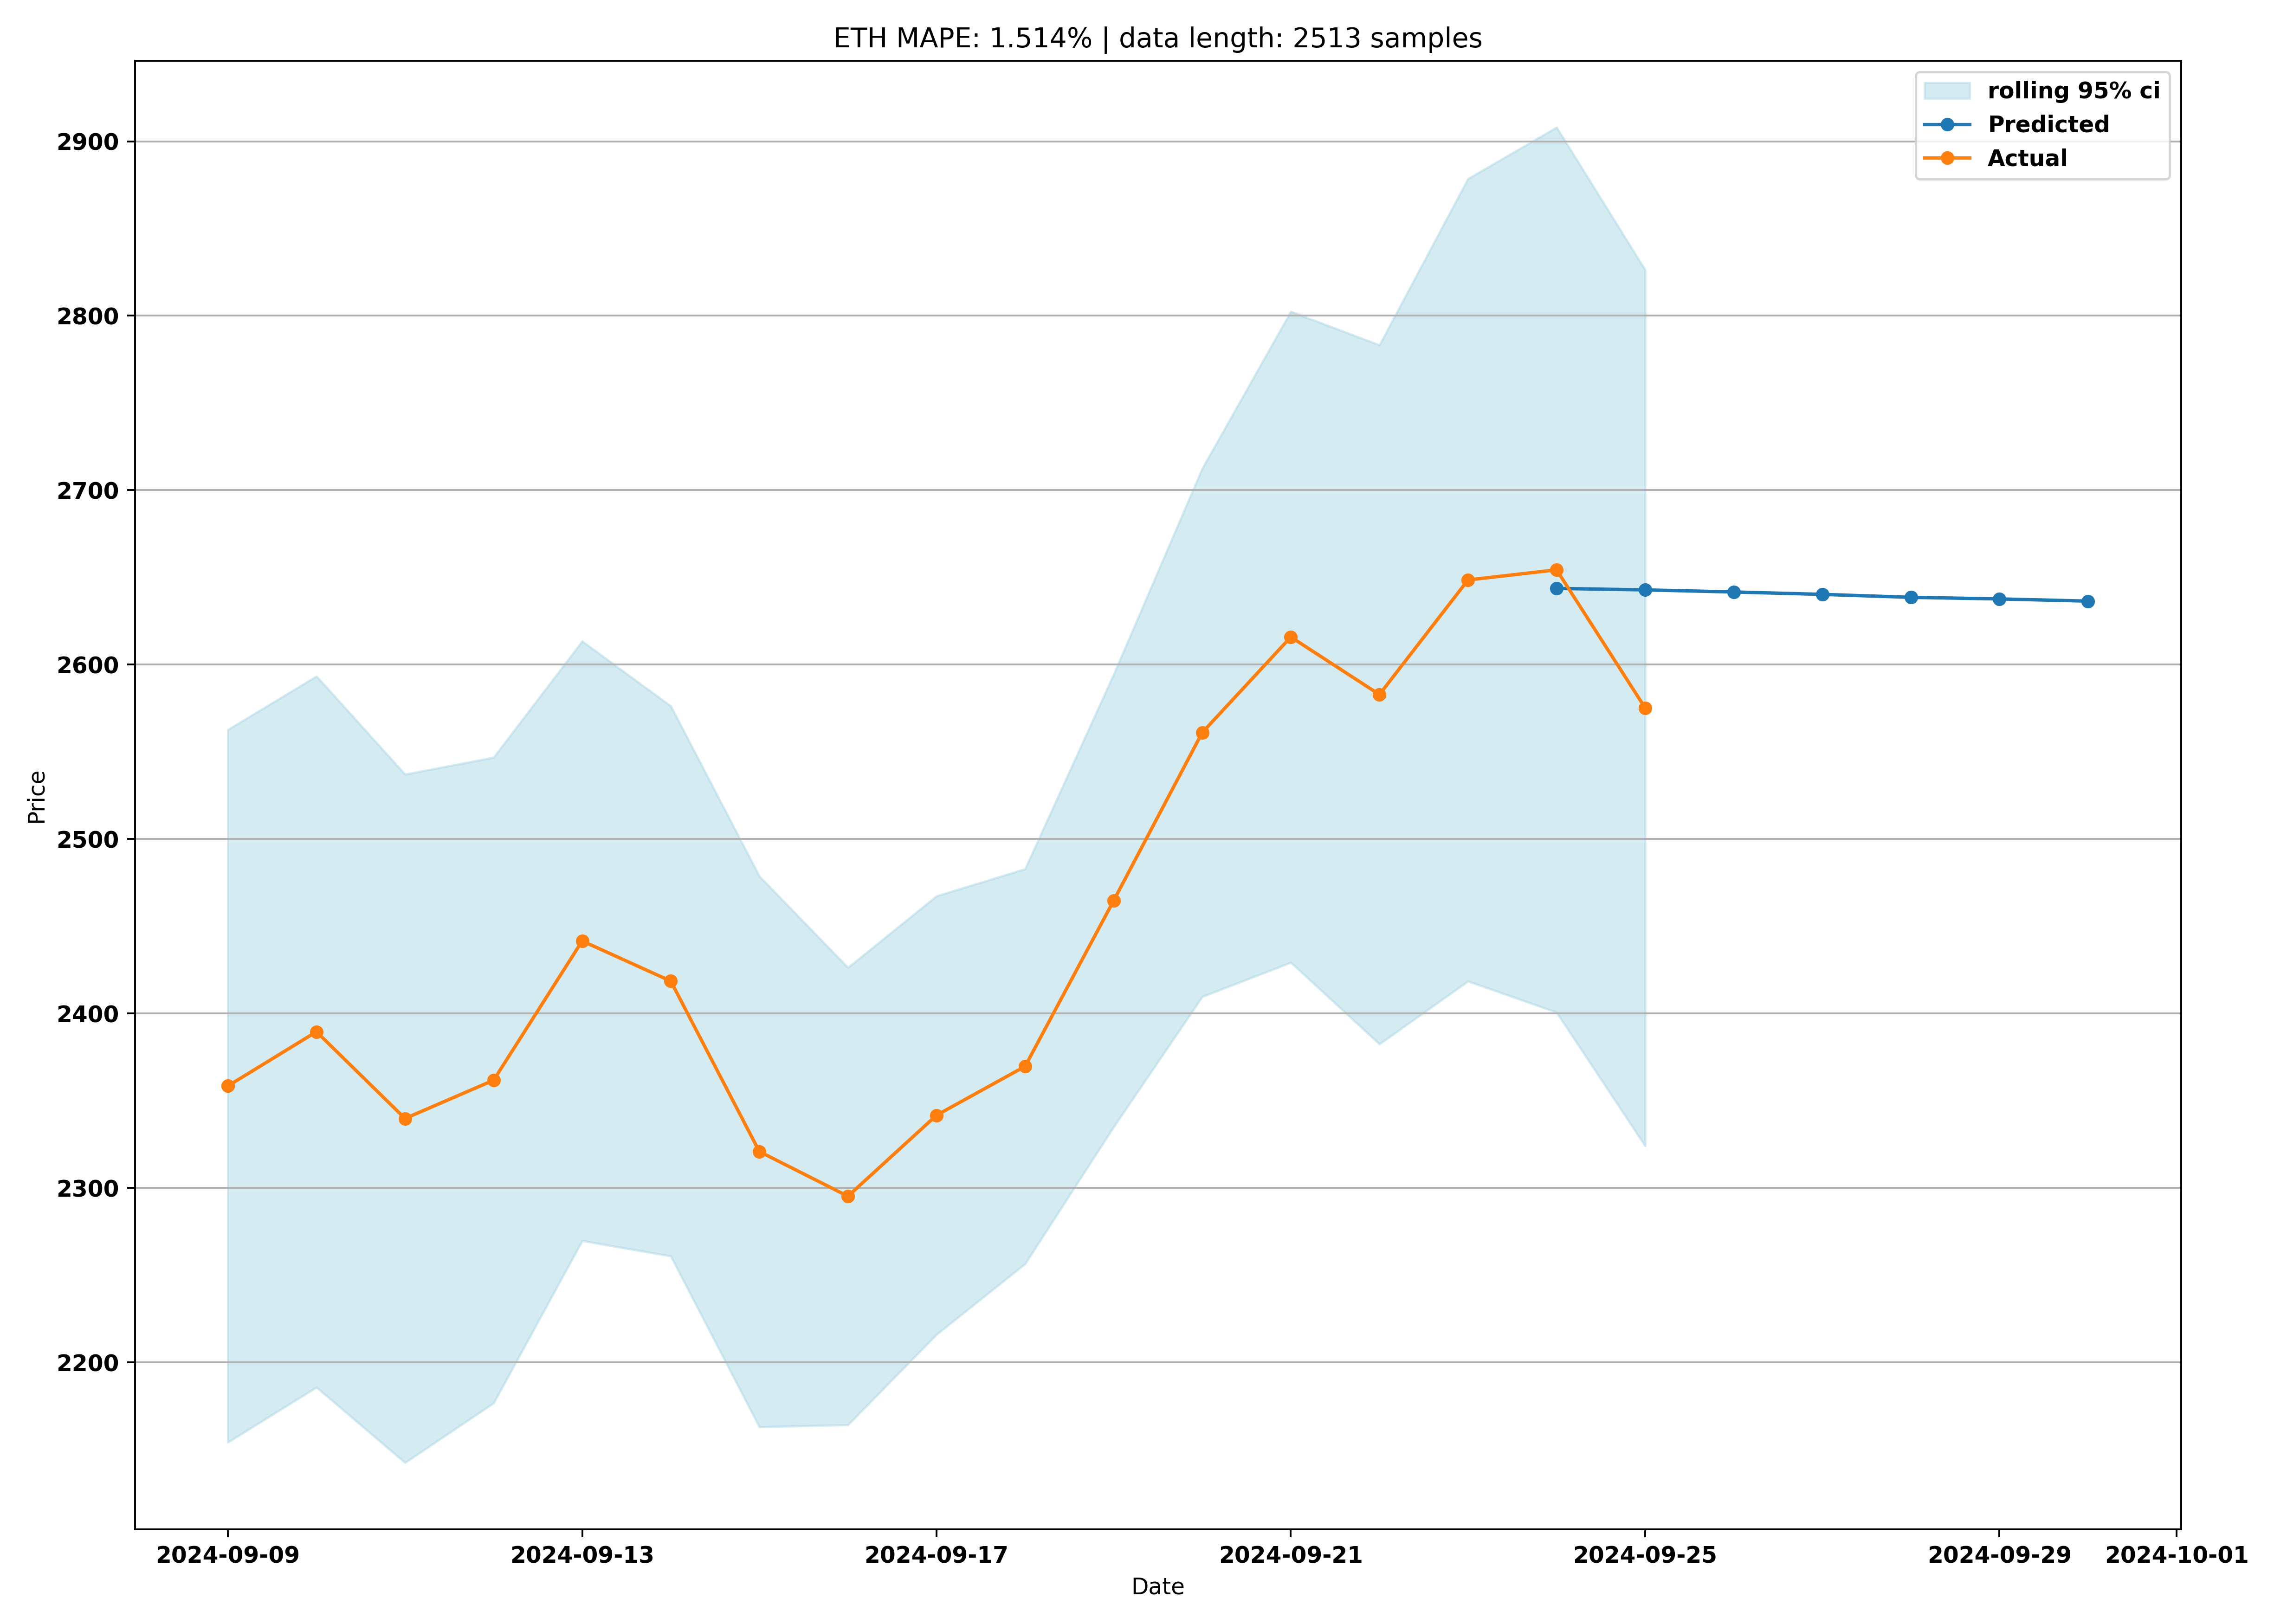 ETH MAPE: 1.514% | data length: 2513 samples
rolling 95% ci
Predicted
Actual
2900
2800
2700
2600
2500
2400
2300
2200
Price
2024-09-09
2024-09-13
2024-09-17
2024-09-21
2024-09-25
2024-09-29
2024-10-01
Date